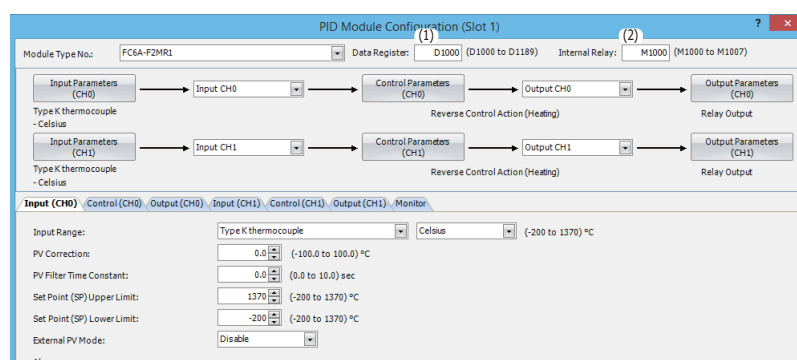 PID Module Configuration (Slot 1)
? x
(1) (2)
Module Type No.: FC6A-F2MR1 Data Register: D1000 (D1000 to D1189) Internal Relay: M1000 (M1000 to M1007)
Input Parameters (CH0) Input CH0 Control Parameters (CH0) Output CH0 Output Parameters (CH0)
Type K thermocouple - Celsius Reverse Control Action (Heating) Relay Output
Input Parameters (CH1) Input CH1 Control Parameters (CH1) Output CH1 Output Parameters (CH1)
Type K thermocouple - Celsius Reverse Control Action (Heating) Relay Output
Input (CH0) Control (CH0) Output (CH0) Input (CH1) Control (CH1) Output (CH1) Monitor
Input Range: Type K thermocouple Celsius (-200 to 1370) °C
PV Correction: 0.0 (-100.0 to 100.0) °C
PV Filter Time Constant: 0.0 (0.0 to 10.0) sec
Set Point (SP) Upper Limit: 1370 (-200 to 1370) °C
Set Point (SP) Lower Limit: -200 (-200 to 1370) °C
External PV Mode: Disable